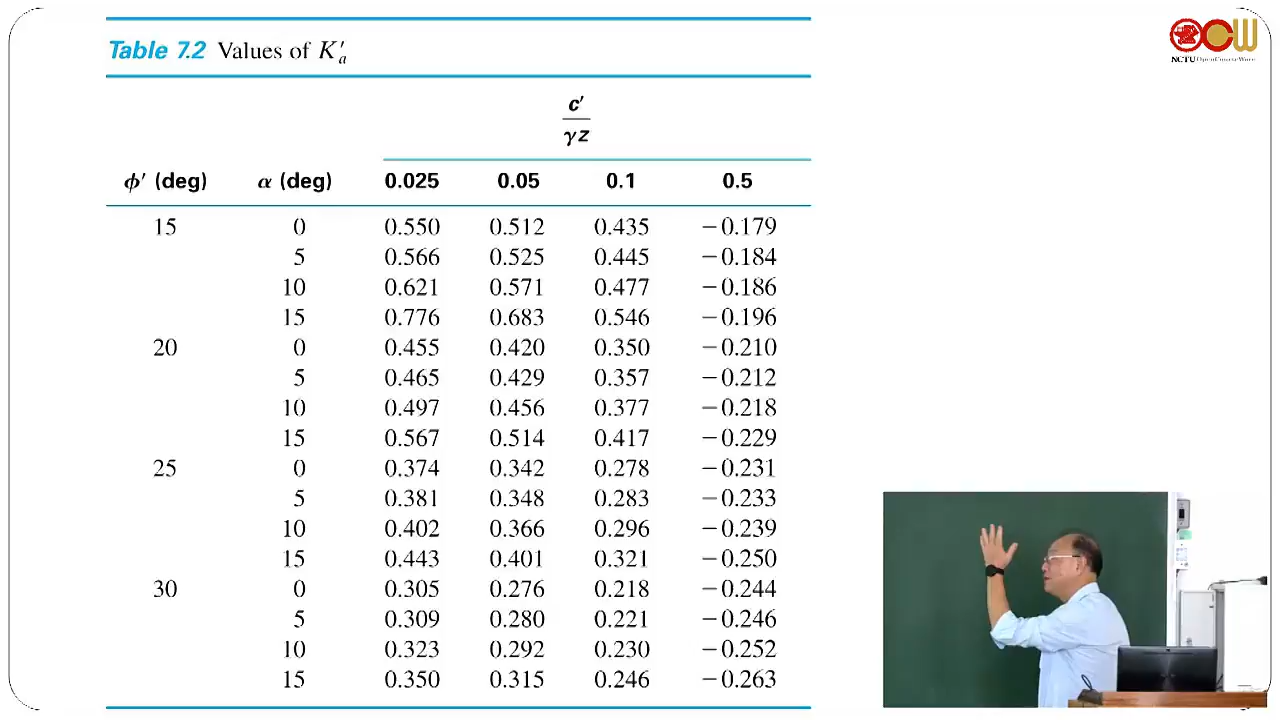 Table 7.2 Values of K′a
c′
γz
ϕ′ (deg) α (deg) 0.025 0.05 0.1 0.5
15 0 0.550 0.512 0.435 −0.179
5 0.566 0.525 0.445 −0.184
10 0.621 0.571 0.477 −0.186
15 0.776 0.683 0.546 −0.196
20 0 0.455 0.420 0.350 −0.210
5 0.465 0.429 0.357 −0.212
10 0.497 0.456 0.377 −0.218
15 0.567 0.514 0.417 −0.229
25 0 0.374 0.342 0.278 −0.231
5 0.381 0.348 0.283 −0.233
10 0.402 0.366 0.296 −0.239
15 0.443 0.401 0.321 −0.250
30 0 0.305 0.276 0.218 −0.244
5 0.309 0.280 0.221 −0.246
10 0.323 0.292 0.230 −0.252
15 0.350 0.315 0.246 −0.263
OCW
NCTU OpenCourseWare